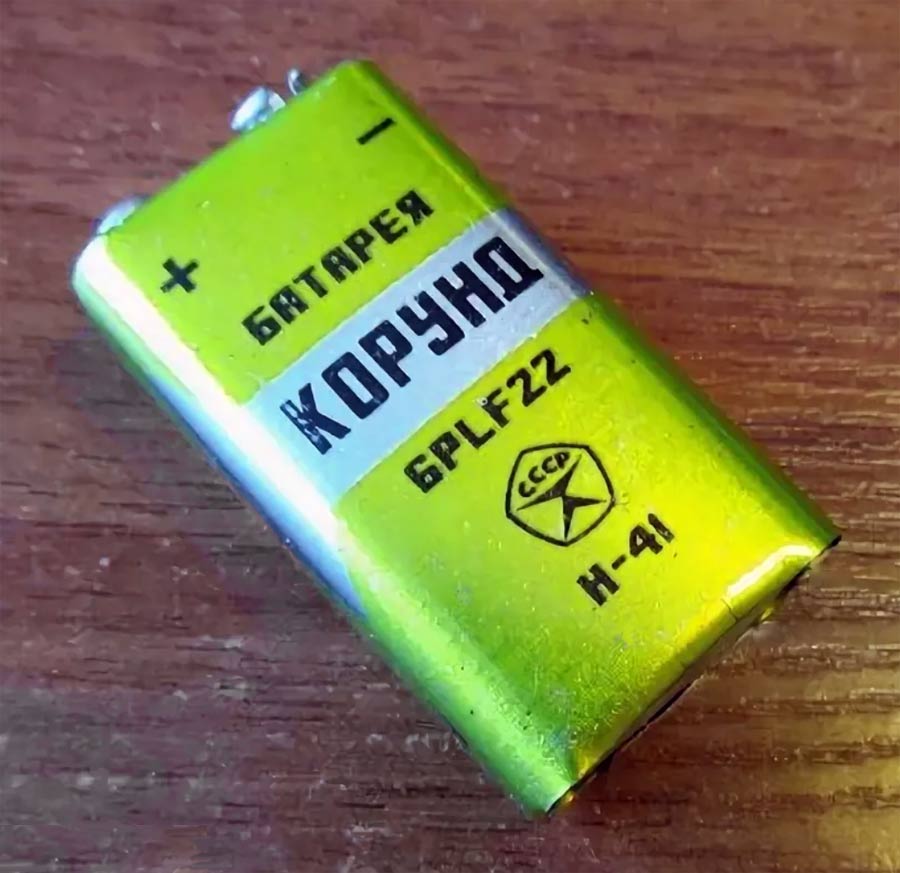 + −
БАТАРЕЯ
КОРУНД
6PLF22
СССР
Н-41